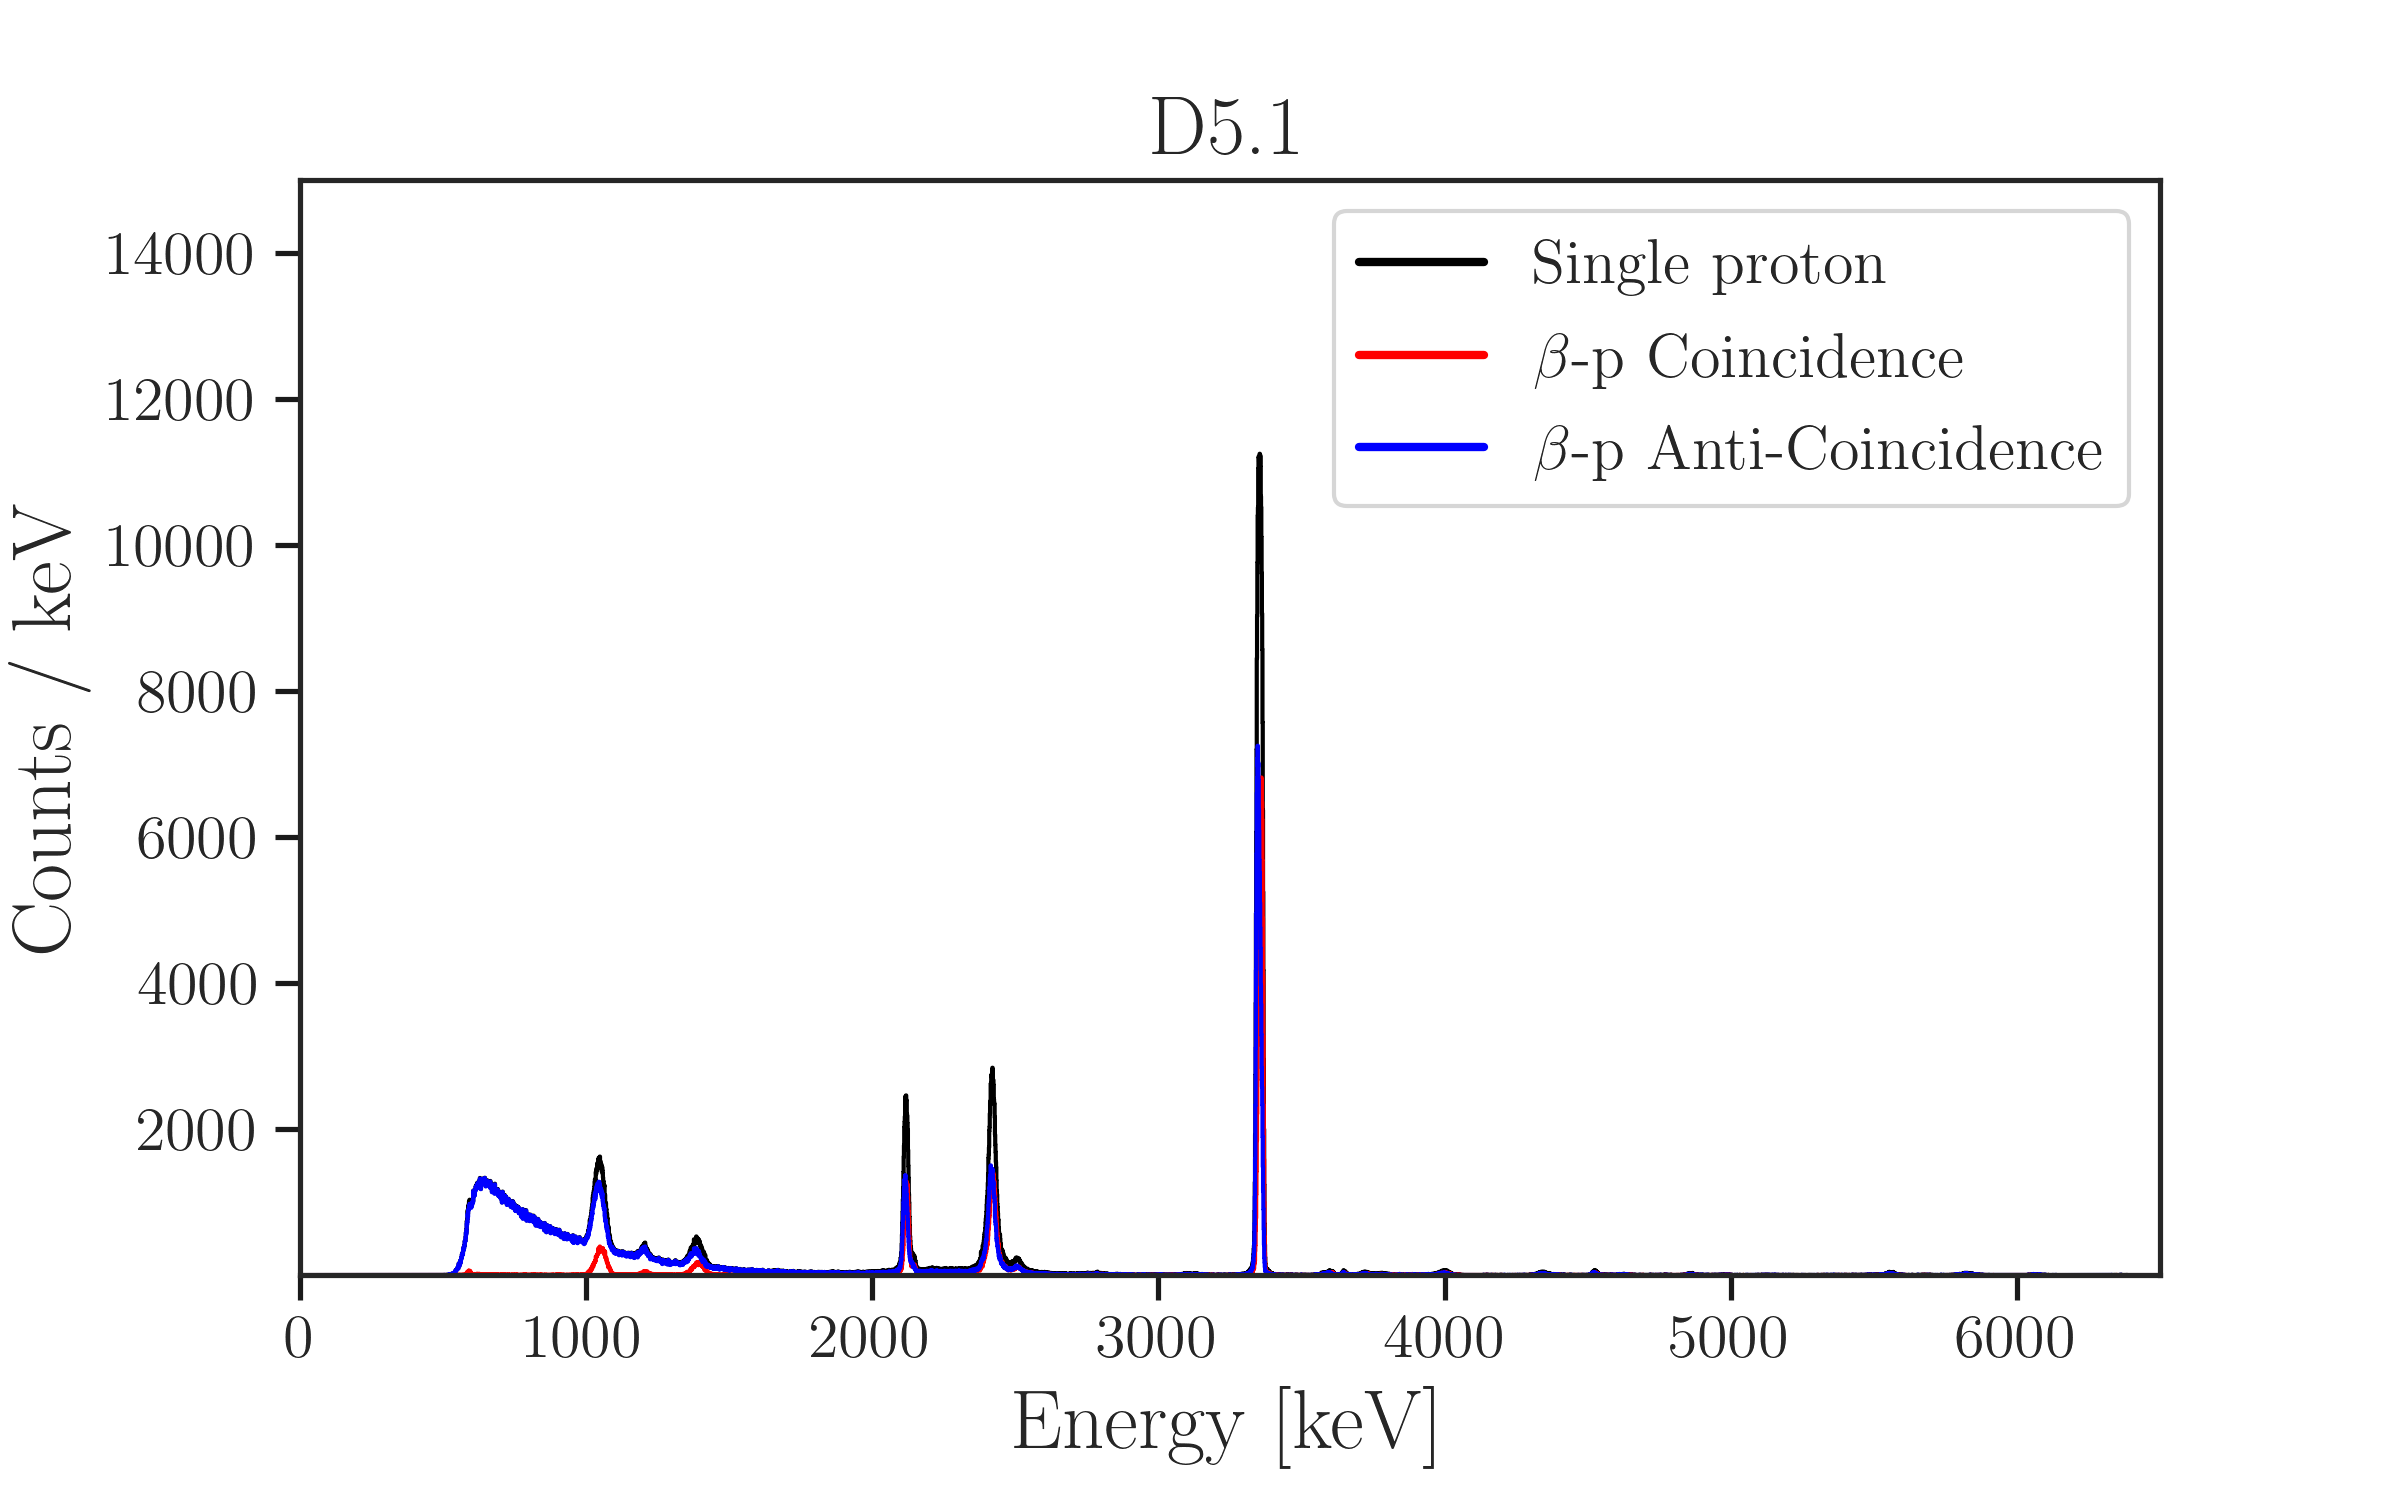 D5.1
Counts / keV
14000
12000
10000
8000
6000
4000
2000
Single proton
β-p Coincidence
β-p Anti-Coincidence
0 1000 2000 3000 4000 5000 6000
Energy [keV]